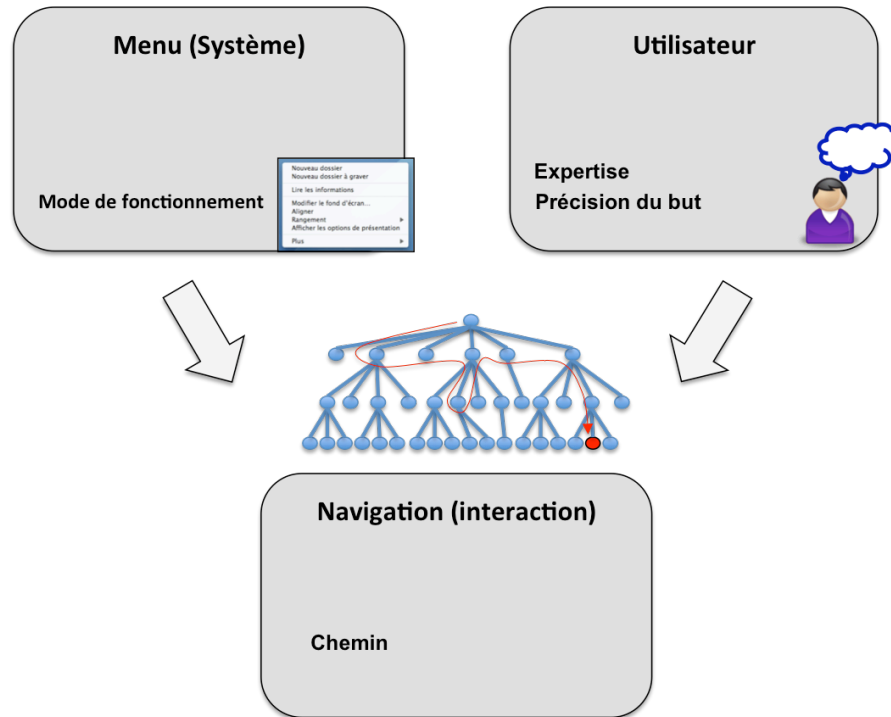 Menu (Système)
Mode de fonctionnement
Nouveau dossier
Nouveau dossier à graver
Lire les informations
Modifier le fond d'écran...
Aligner
Rangement
Afficher les options de présentation
Plus
Utilisateur
Expertise
Précision du but
Navigation (interaction)
Chemin